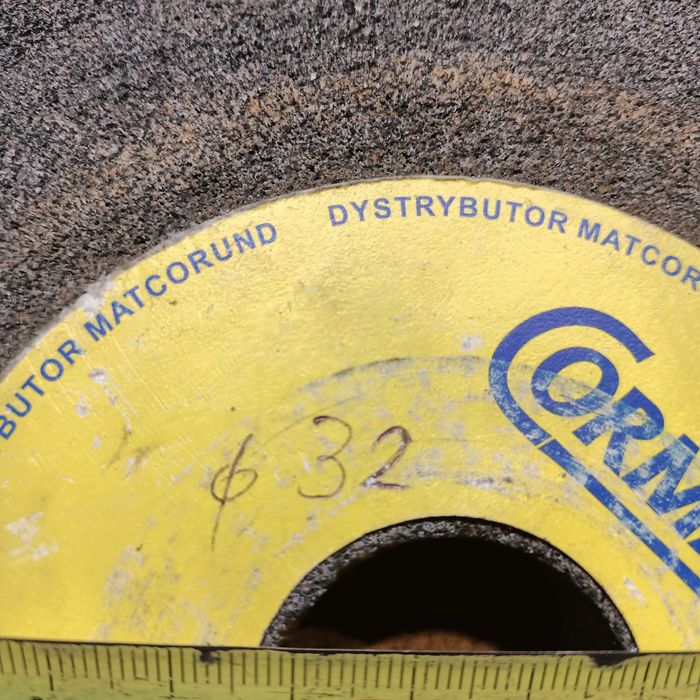 DYSTRYBUTOR MATCOR
BUTOR MATCORUND
CORM
ϕ 32